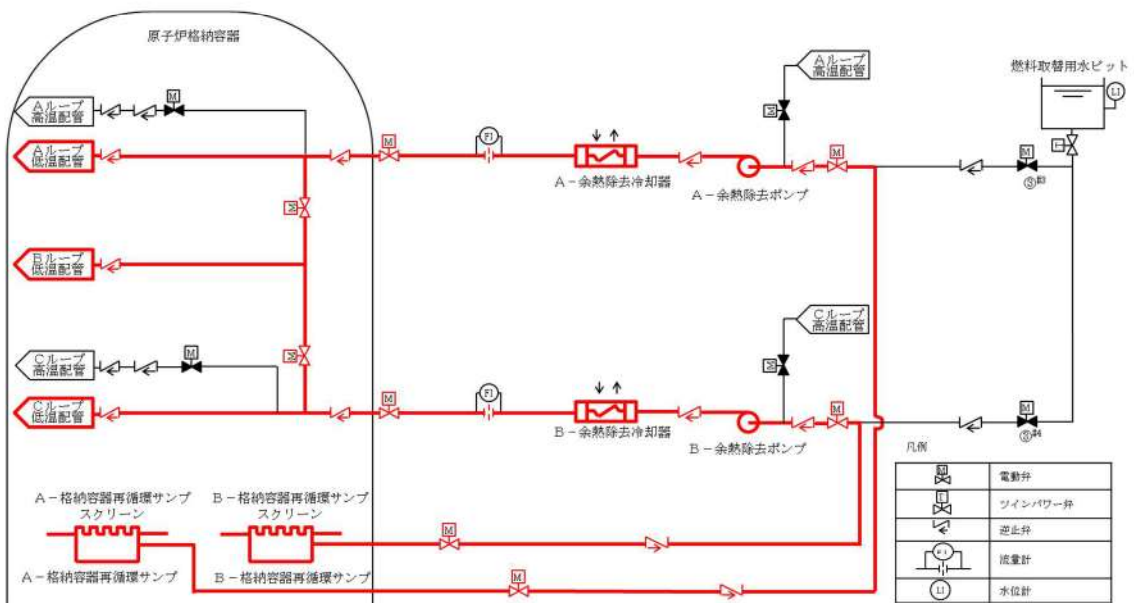 原子炉格納容器
Aループ
高温配管
燃料取替用水ピット
LI
Aループ
高温配管
M
M
Aループ
低温配管
M
FI
M
M
A-余熱除去冷却器
A-余熱除去ポンプ
M
Bループ
低温配管
Cループ
高温配管
M
M
Cループ
高温配管
M
Cループ
低温配管
M
FI
M
M
B-余熱除去冷却器
B-余熱除去ポンプ
凡例
M
電動弁
ツインパワー弁
逆止弁
FI
流量計
LI
水位計
A-格納容器再循環サンプ
スクリーン
B-格納容器再循環サンプ
スクリーン
M
A-格納容器再循環サンプ
B-格納容器再循環サンプ
M